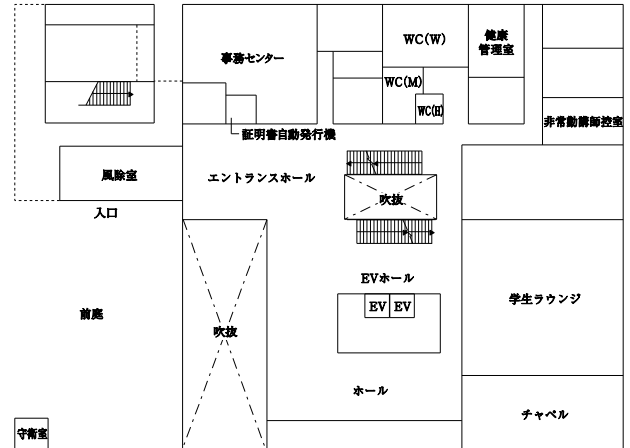 事務センター
WC(W)
健康
管理室
WC(M)
WC(H)
非常勤講師控室
証明書自動発行機
風除室
エントランスホール
吹抜
入口
EVホール
学生ラウンジ
EV
EV
前庭
吹抜
ホール
チャペル
守衛室